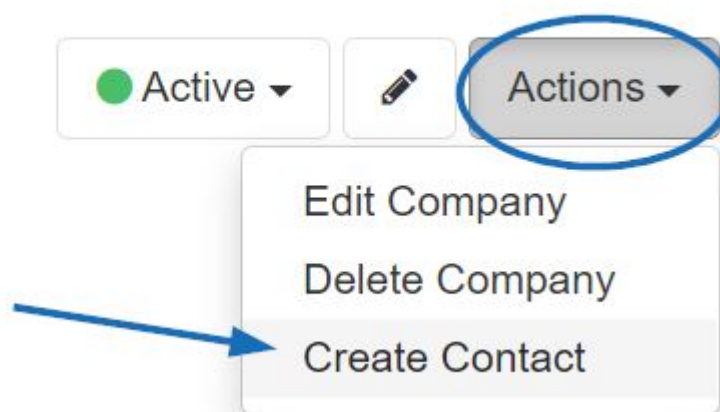 Active Actions
Edit Company
Delete Company
Create Contact